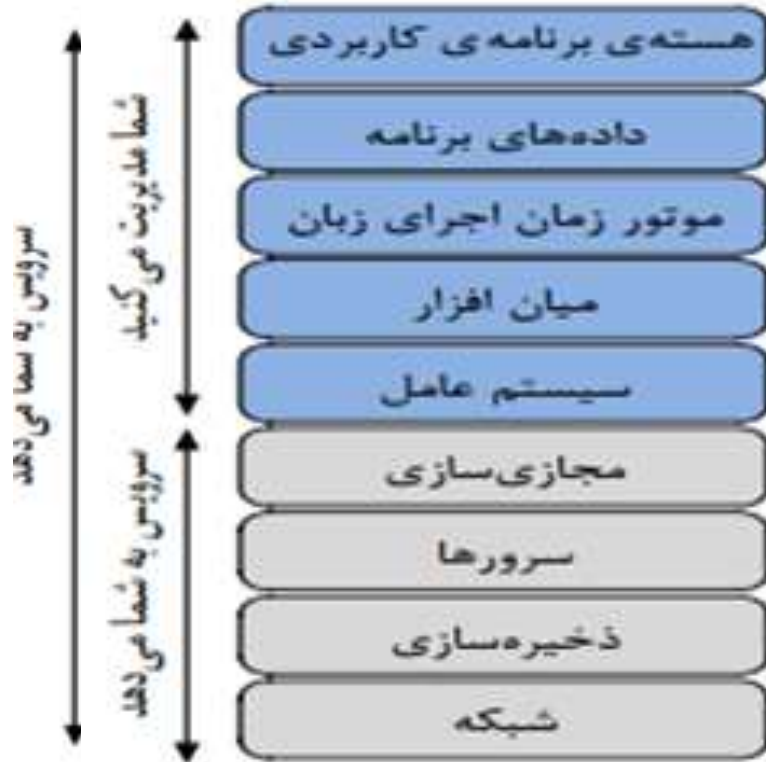 هسته‌ی برنامه‌ی کاربردی
داده‌های برنامه
موتور زمان اجرای زبان
میان افزار
سیستم عامل
مجازی‌سازی
سرورها
ذخیره‌سازی
شبکه
شما مدیریت می‌کنید
سرویس به شما می‌دهد
سرویس به شما می‌دهد